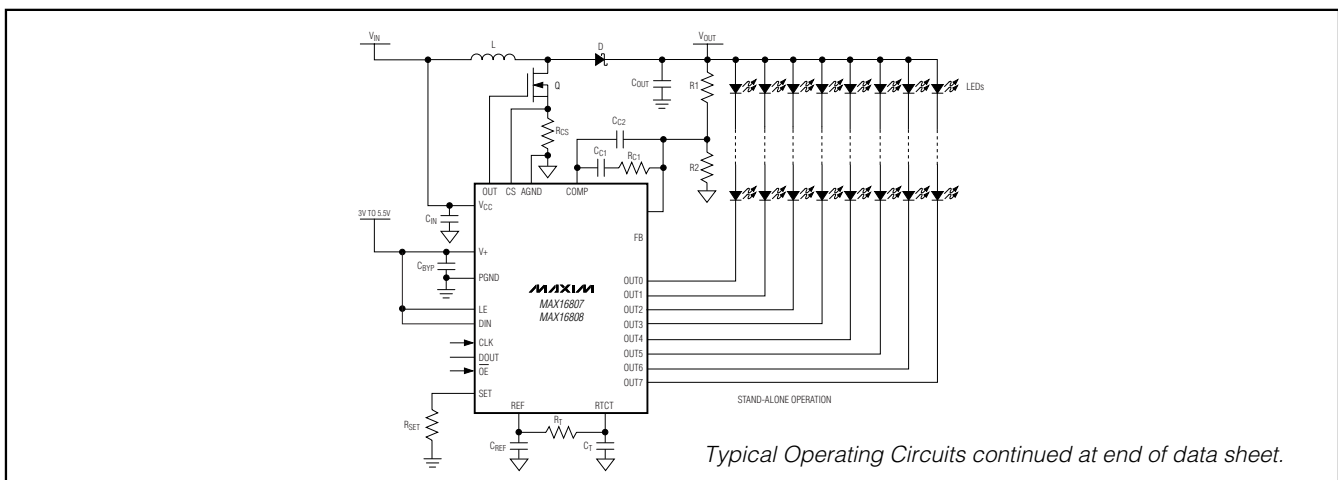 VIN
L
D
VOUT
Q
COUT
R1
LEDs
RCS
CC2
CC1
RC1
R2
OUT
CS
AGND
COMP
3V TO 5.5V
CIN
VCC
FB
V+
CBYP
PGND
MAXIM
MAX16807
MAX16808
OUT0
OUT1
OUT2
OUT3
OUT4
OUT5
OUT6
OUT7
LE
DIN
CLK
DOUT
OE
SET
REF
RTCT
RSET
RT
CREF
CT
STAND-ALONE OPERATION
Typical Operating Circuits continued at end of data sheet.